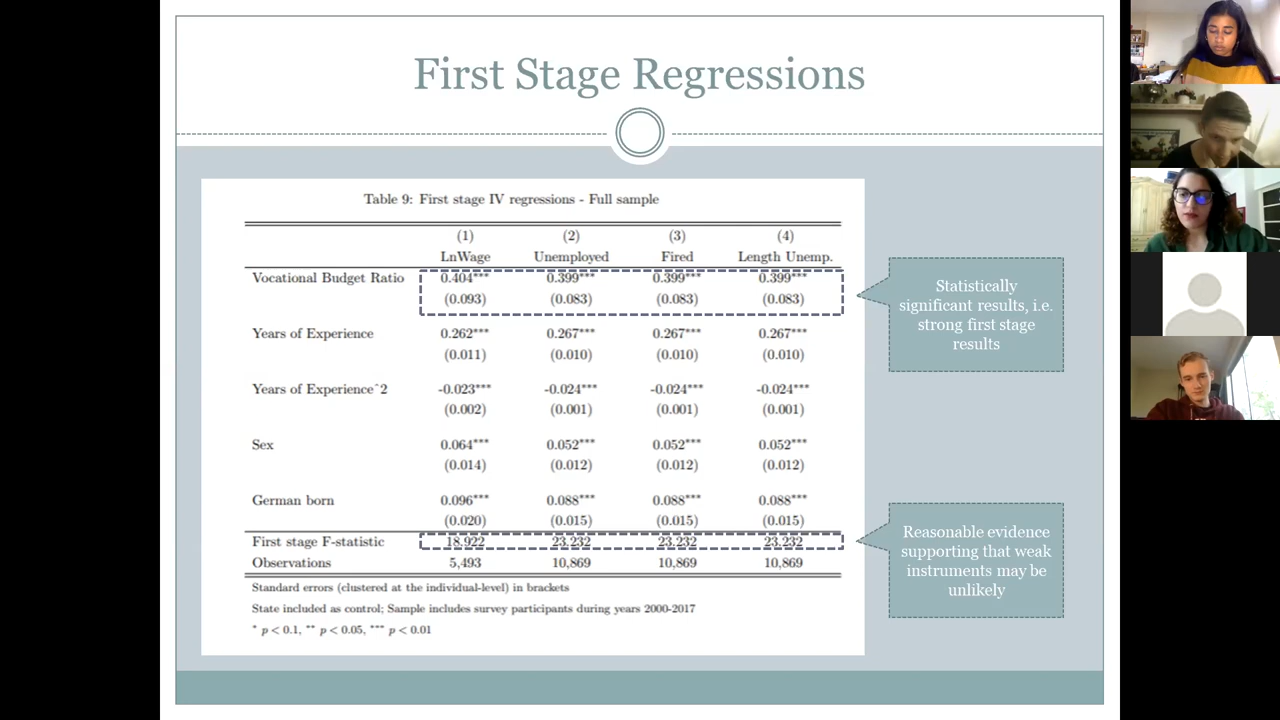 First Stage Regressions
Table 9: First stage IV regressions - Full sample
(1) (2) (3) (4)
LnWage Unemployed Fired Length Unemp.
Vocational Budget Ratio 0.404*** 0.399*** 0.399*** 0.399***
(0.093) (0.083) (0.083) (0.083)
Years of Experience 0.262*** 0.267*** 0.267*** 0.267***
(0.011) (0.010) (0.010) (0.010)
Years of Experience^2 -0.023*** -0.024*** -0.024*** -0.024***
(0.002) (0.001) (0.001) (0.001)
Sex 0.064*** 0.052*** 0.052*** 0.052***
(0.014) (0.012) (0.012) (0.012)
German born 0.096*** 0.088*** 0.088*** 0.088***
(0.020) (0.015) (0.015) (0.015)
First stage F-statistic 18.922 23.232 23.232 23.232
Observations 5,493 10,869 10,869 10,869
Standard errors (clustered at the individual-level) in brackets
State included as control; Sample includes survey participants during years 2000-2017
* p < 0.1, ** p < 0.05, *** p < 0.01
Statistically
significant results, i.e.
strong first stage
results
Reasonable evidence
supporting that weak
instruments may be
unlikely